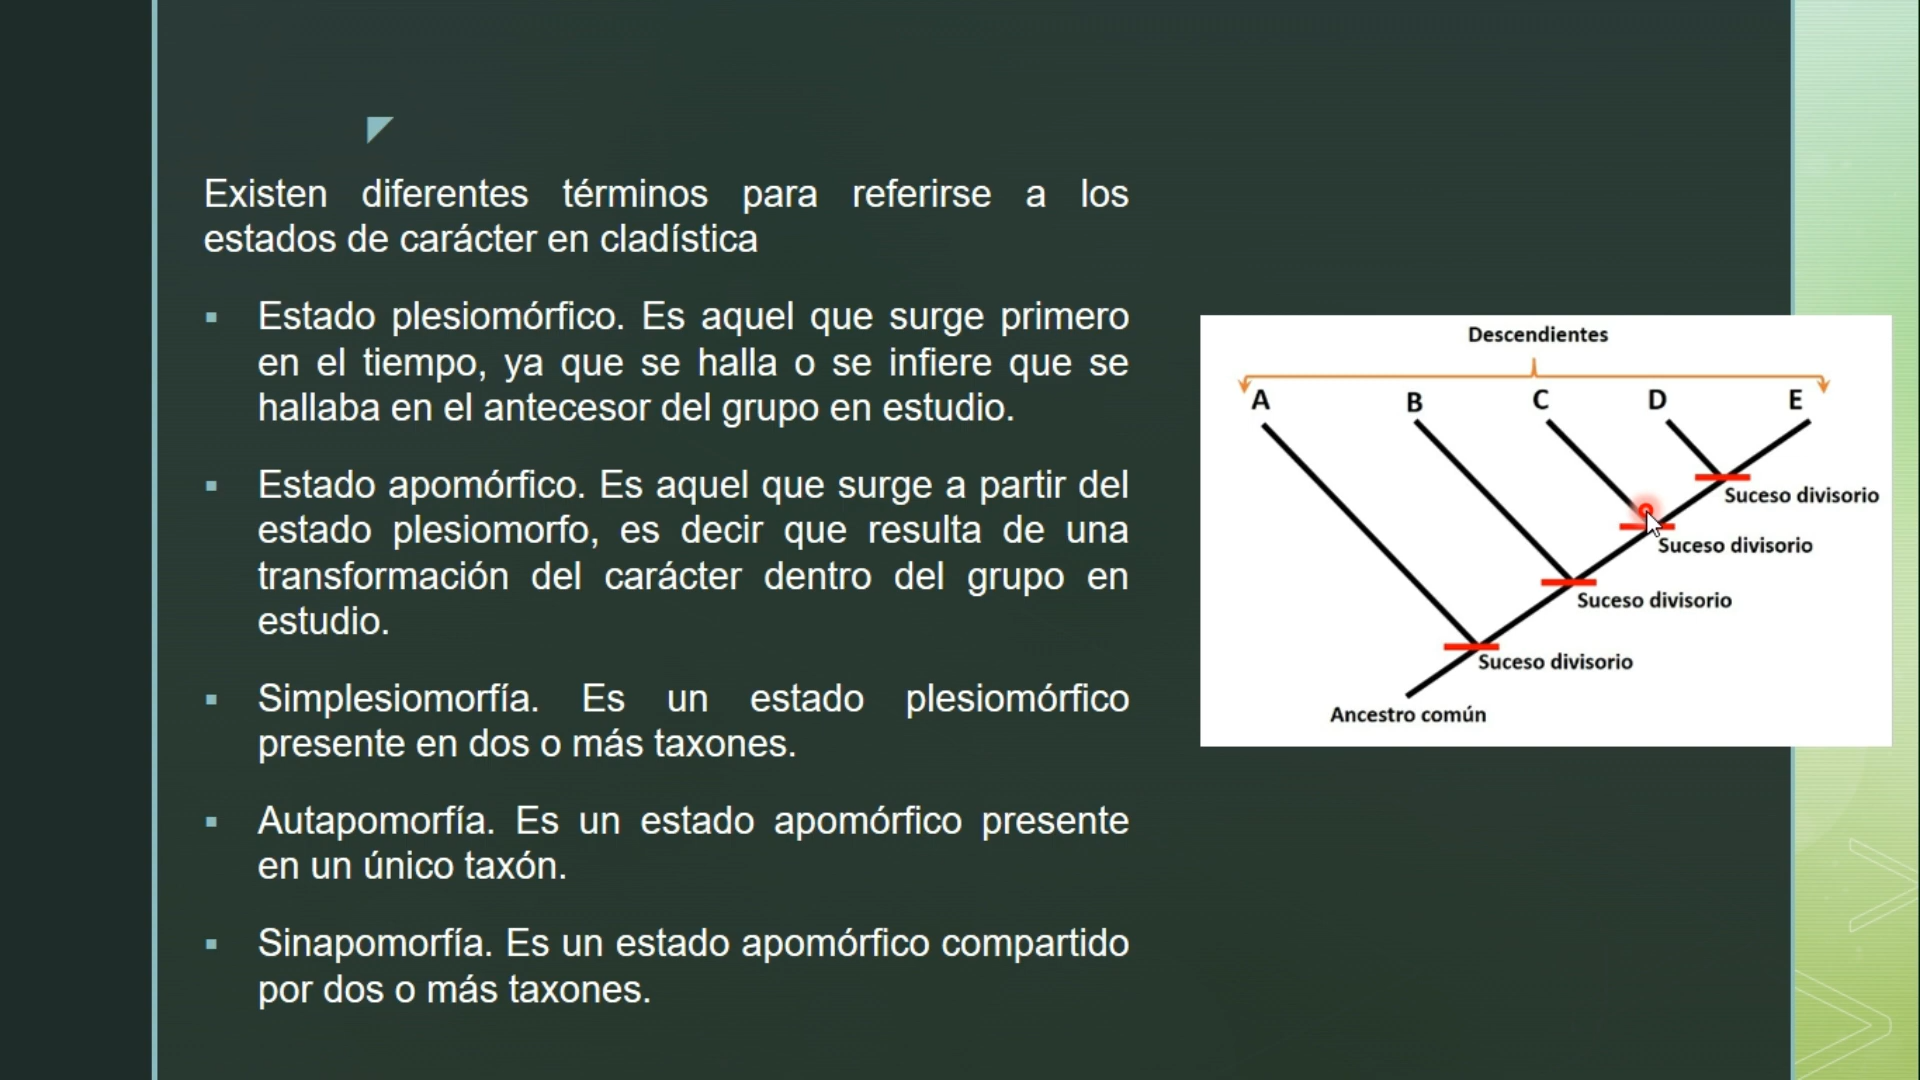 Existen diferentes términos para referirse a los
estados de carácter en cladística
▪ Estado plesiomórfico. Es aquel que surge primero
en el tiempo, ya que se halla o se infiere que se
hallaba en el antecesor del grupo en estudio.
▪ Estado apomórfico. Es aquel que surge a partir del
estado plesiomorfo, es decir que resulta de una
transformación del carácter dentro del grupo en
estudio.
▪ Simplesiomorfía. Es un estado plesiomórfico
presente en dos o más taxones.
▪ Autapomorfía. Es un estado apomórfico presente
en un único taxón.
▪ Sinapomorfía. Es un estado apomórfico compartido
por dos o más taxones.
Descendientes
A B C D E
Suceso divisorio
Suceso divisorio
Suceso divisorio
Suceso divisorio
Ancestro común